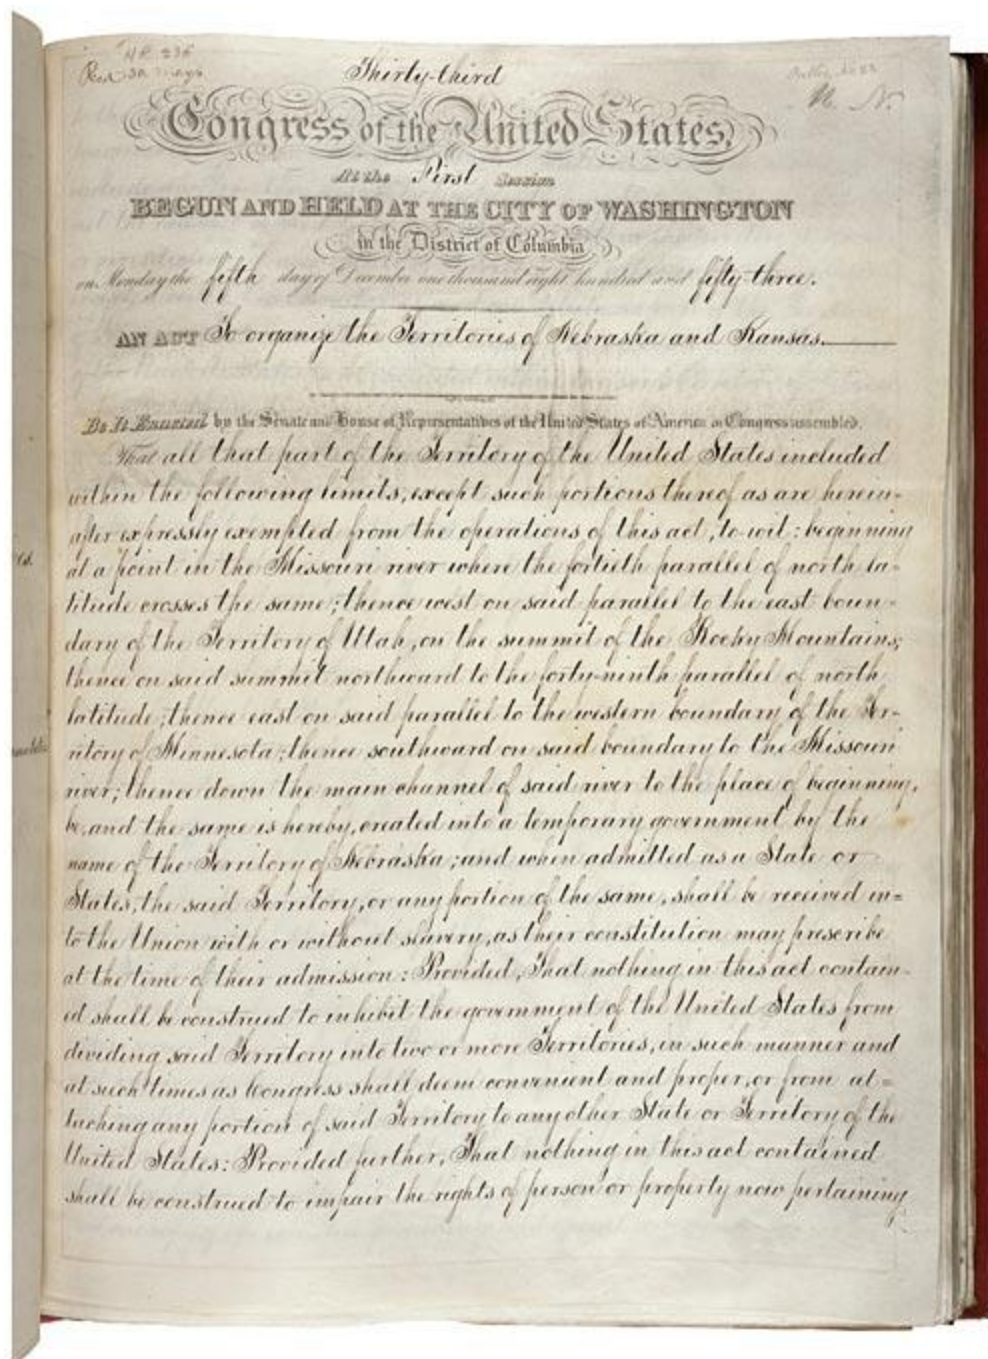 HR 236
Thirty-third
Congress of the United States,
At the First Session
BEGUN AND HELD AT THE CITY OF WASHINGTON
in the District of Columbia
on Monday the fifth day of December one thousand eight hundred and fifty-three.
AN ACT To organize the Territories of Nebraska and Kansas.
Be It Enacted by the Senate and House of Representatives of the United States of America in Congress assembled,
That all that part of the Territory of the United States included
within the following limits, except such portions thereof as are herein-
after expressly exempted from the operations of this act, to wit: beginning
at a point in the Missouri river where the fortieth parallel of north la-
titude crosses the same; thence west on said parallel to the east boun-
dary of the Territory of Utah, on the summit of the Rocky Mountains;
thence on said summit northward to the forty-ninth parallel of north
latitude; thence east on said parallel to the western boundary of the Ter-
ritory of Minnesota; thence southward on said boundary to the Missouri
river; thence down the main channel of said river to the place of beginning,
be, and the same is hereby, created into a temporary government by the
name of the Territory of Nebraska; and when admitted as a State or
States, the said Territory, or any portion of the same, shall be received in-
to the Union with or without slavery, as their constitution may prescribe
at the time of their admission: Provided, That nothing in this act contain-
ed shall be construed to inhibit the government of the United States from
dividing said Territory into two or more Territories, in such manner and
at such times as Congress shall deem convenient and proper, or from at-
taching any portion of said Territory to any other State or Territory of the
United States: Provided further, That nothing in this act contained
shall be construed to impair the rights of person or property now pertaining